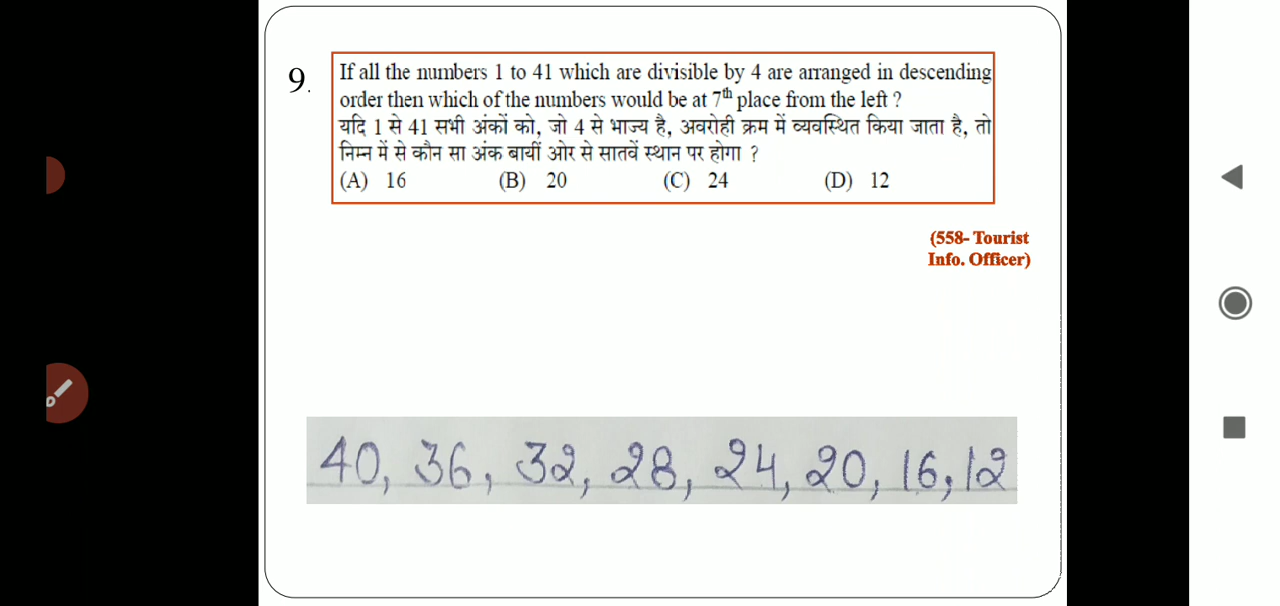 9.
If all the numbers 1 to 41 which are divisible by 4 are arranged in descending
order then which of the numbers would be at 7th place from the left ?
यदि 1 से 41 सभी अंकों को, जो 4 से भाज्य है, अवरोही क्रम में व्यवस्थित किया जाता है, तो
निम्न में से कौन सा अंक बायीं ओर से सातवें स्थान पर होगा ?
(A) 16 (B) 20 (C) 24 (D) 12
(558- Tourist
Info. Officer)
40, 36, 32, 28, 24, 20, 16, 12